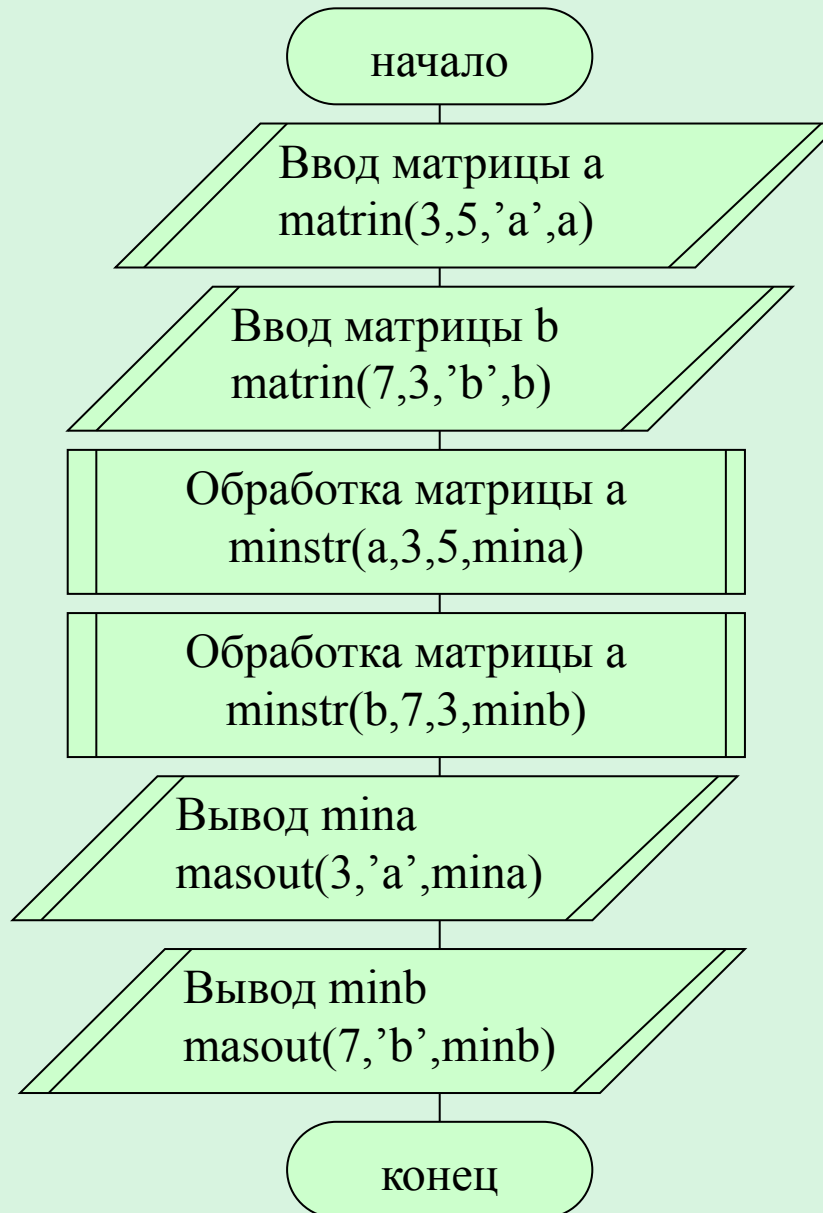 начало
Ввод матрицы a
matrin(3,5,’a’,a)
Ввод матрицы b
matrin(7,3,’b’,b)
Обработка матрицы a
minstr(a,3,5,mina)
Обработка матрицы a
minstr(b,7,3,minb)
Вывод mina
masout(3,’a’,mina)
Вывод minb
masout(7,’b’,minb)
конец